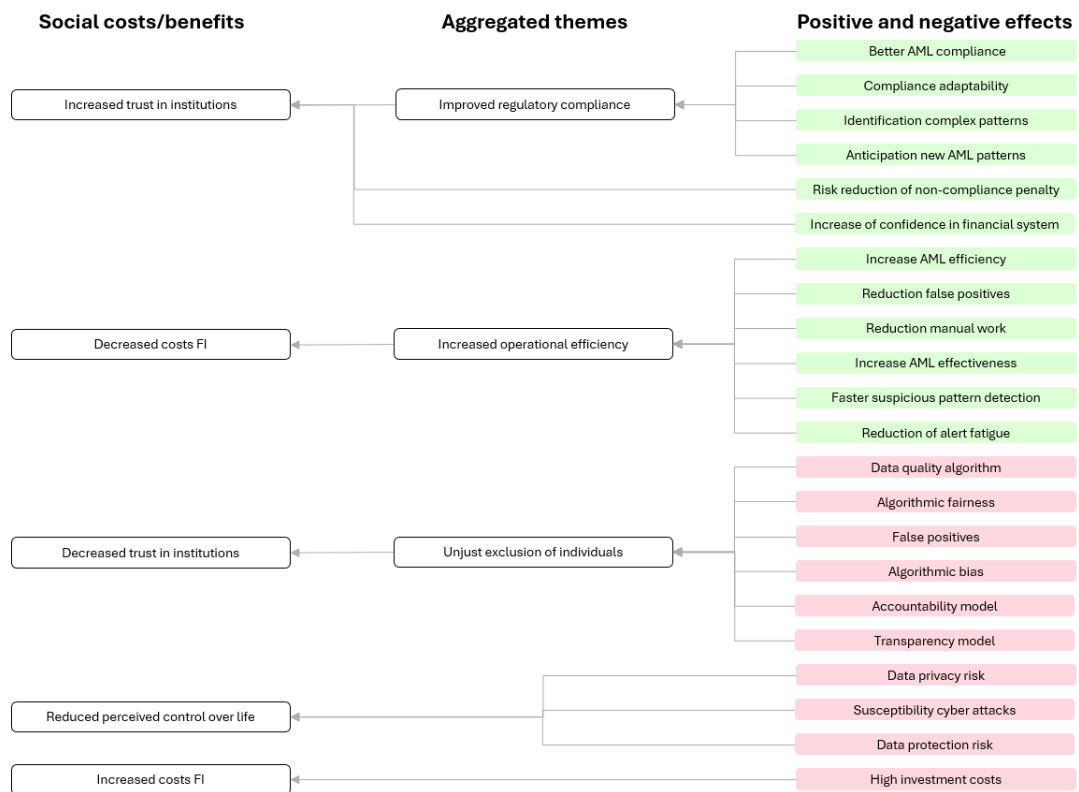 Social costs/benefits
Aggregated themes
Positive and negative effects
Better AML compliance
Compliance adaptability
Increased trust in institutions
Improved regulatory compliance
Identification complex patterns
Anticipation new AML patterns
Risk reduction of non-compliance penalty
Increase of confidence in financial system
Increase AML efficiency
Reduction false positives
Reduction manual work
Decreased costs FI
Increased operational efficiency
Increase AML effectiveness
Faster suspicious pattern detection
Reduction of alert fatigue
Data quality algorithm
Algorithmic fairness
False positives
Decreased trust in institutions
Unjust exclusion of individuals
Algorithmic bias
Accountability model
Transparency model
Data privacy risk
Susceptibility cyber attacks
Reduced perceived control over life
Data protection risk
Increased costs FI
High investment costs